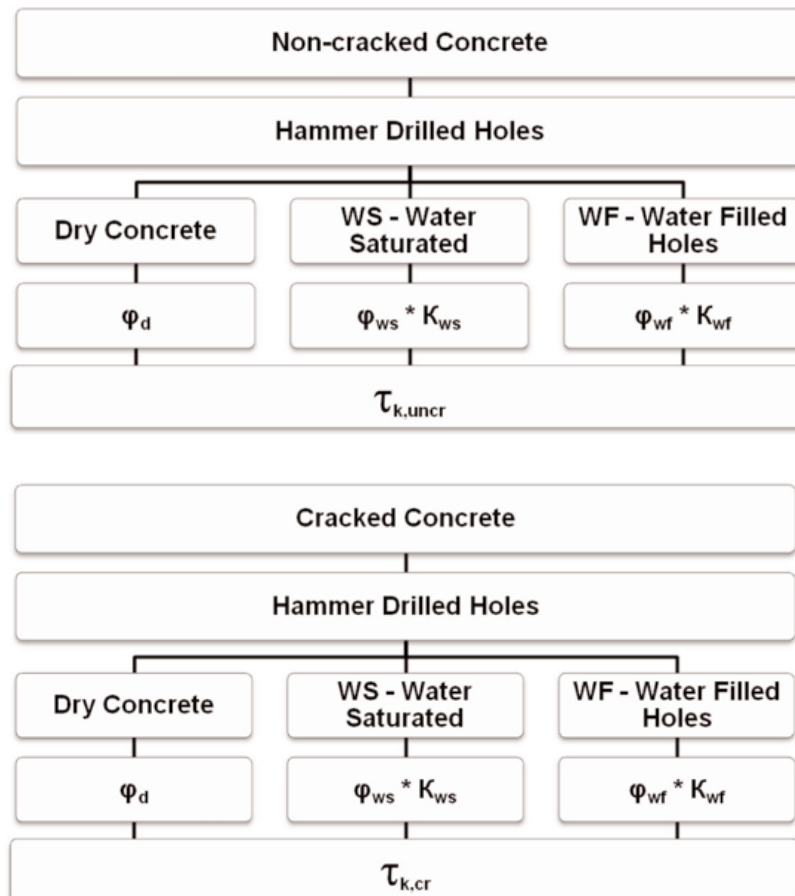 Non-cracked Concrete
Hammer Drilled Holes
Dry Concrete
WS - Water
Saturated
WF - Water Filled
Holes
φd
φws * Kws
φwf * Kwf
τk,uncr
Cracked Concrete
Hammer Drilled Holes
Dry Concrete
WS - Water
Saturated
WF - Water Filled
Holes
φd
φws * Kws
φwf * Kwf
τk,cr